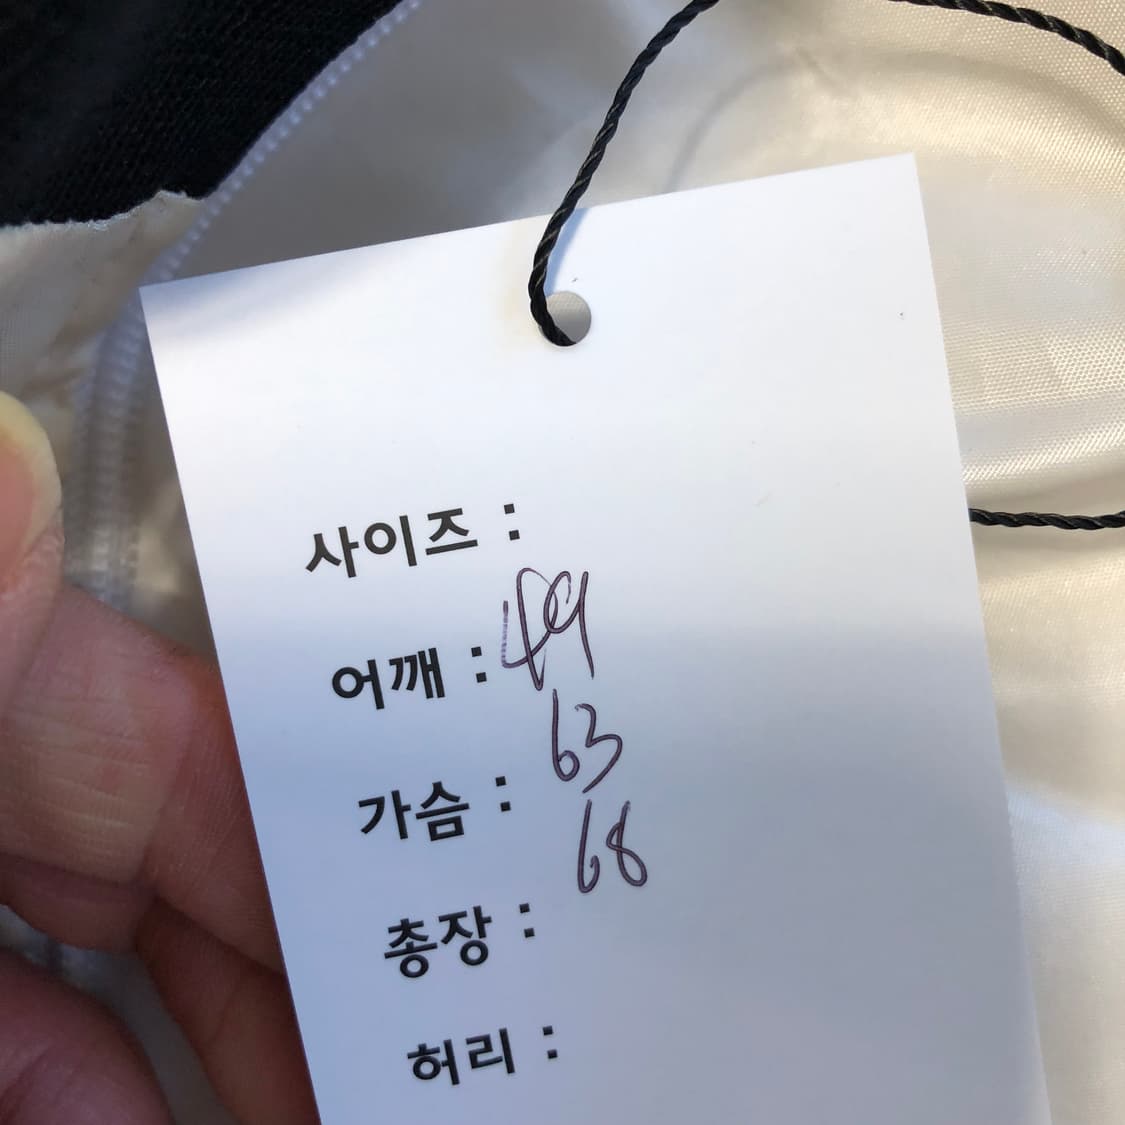 사이즈 :
어깨 : 49
가슴 : 63
총장 : 68
허리 :